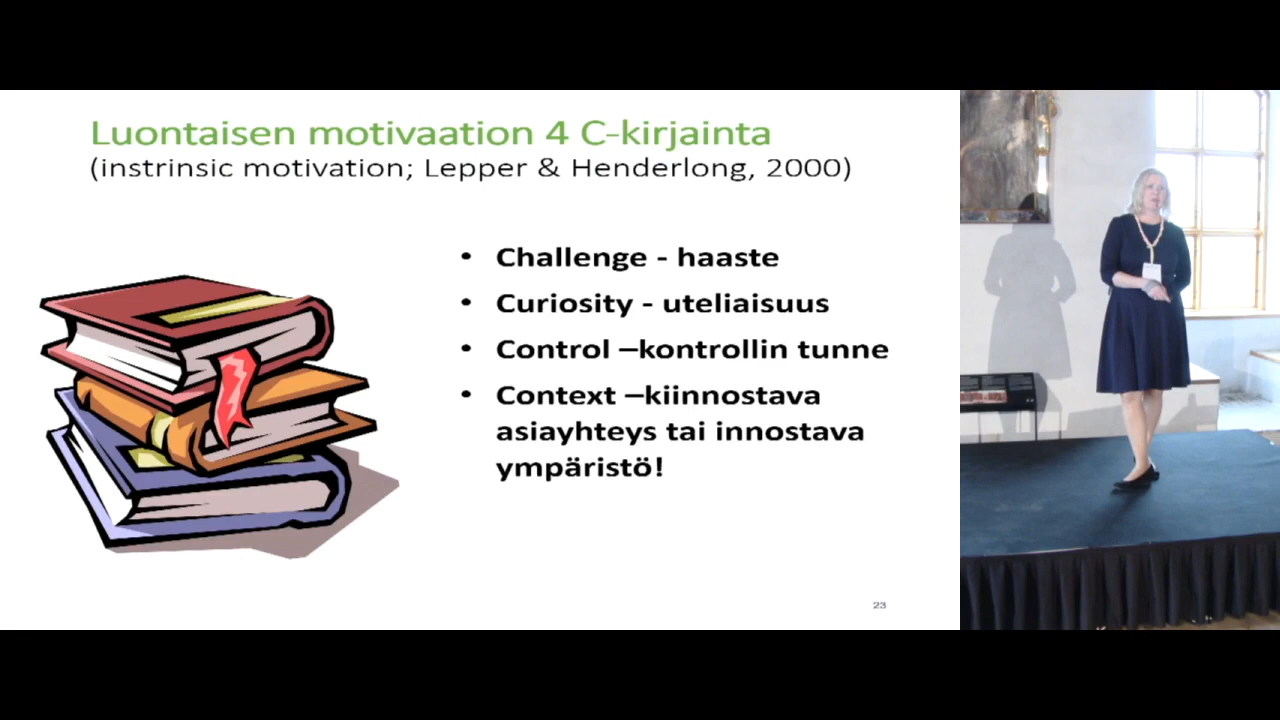 Luontaisen motivaation 4 C-kirjainta
(instrinsic motivation; Lepper & Henderlong, 2000)
• Challenge - haaste
• Curiosity - uteliaisuus
• Control –kontrollin tunne
• Context –kiinnostava
asiayhteys tai innostava
ympäristö!
23